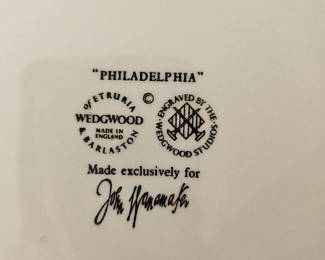 "PHILADELPHIA"
©
OF ETRURIA
WEDGWOOD
MADE IN
ENGLAND
& BARLASTON
ENGRAVED BY THE
WEDGWOOD STUDIOS
Made exclusively for
John Wanamaker